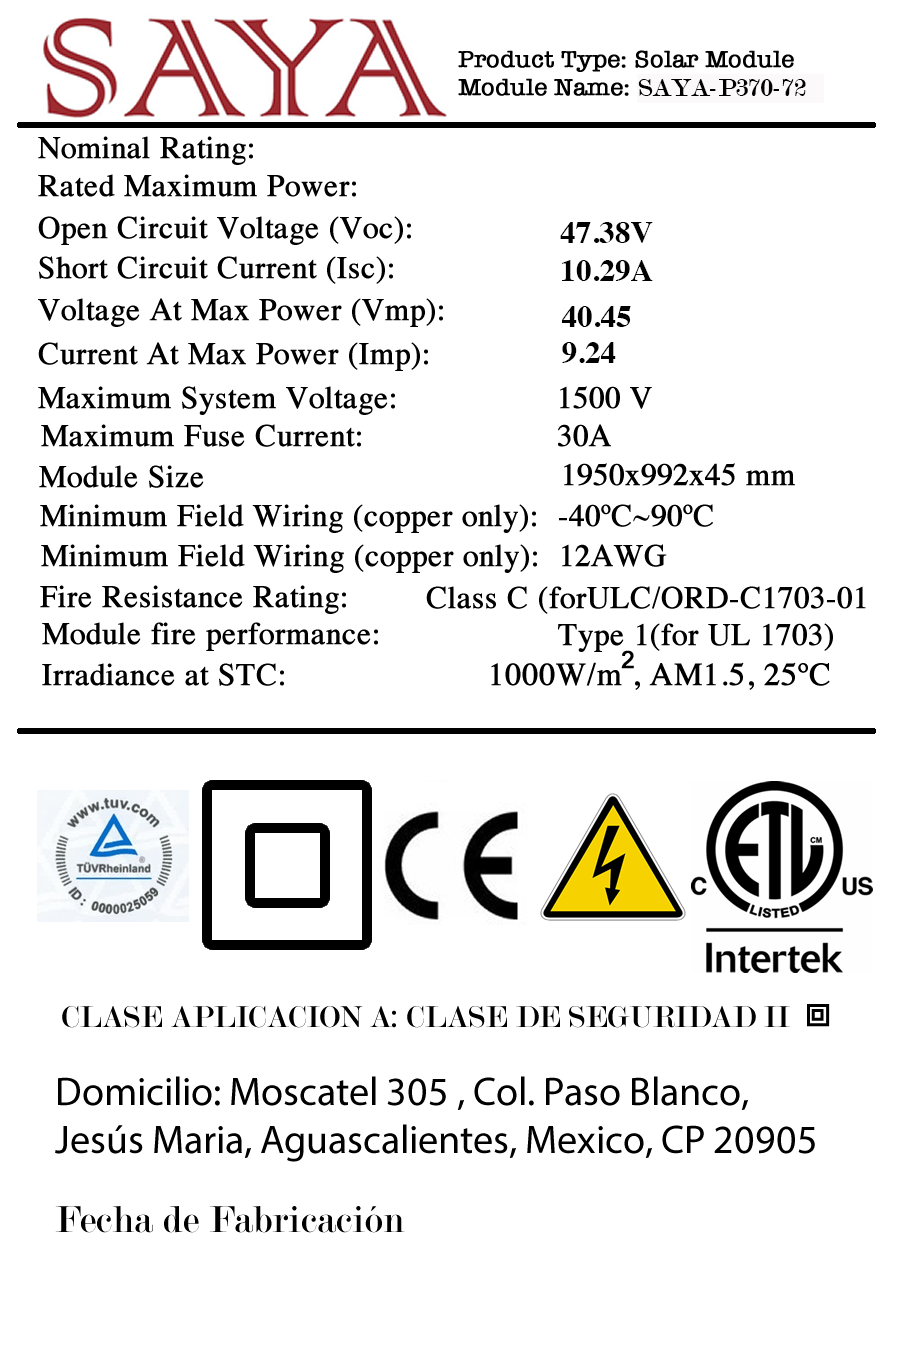 SAYA
Product Type: Solar Module
Module Name: SAYA-P370-72
Nominal Rating:
Rated Maximum Power:
Open Circuit Voltage (Voc): 47.38V
Short Circuit Current (Isc): 10.29A
Voltage At Max Power (Vmp): 40.45
Current At Max Power (Imp): 9.24
Maximum System Voltage: 1500 V
Maximum Fuse Current: 30A
Module Size 1950x992x45 mm
Minimum Field Wiring (copper only): -40ºC~90ºC
Minimum Field Wiring (copper only): 12AWG
Fire Resistance Rating: Class C (forULC/ORD-C1703-01
Module fire performance: Type 1(for UL 1703)
Irradiance at STC: 1000W/m², AM1.5, 25ºC
www.tuv.com
TÜVRheinland®
ID: 0000025059
CE
C ETL CM US
LISTED
Intertek
CLASE APLICACION A: CLASE DE SEGURIDAD II
Domicilio: Moscatel 305 , Col. Paso Blanco,
Jesús Maria, Aguascalientes, Mexico, CP 20905
Fecha de Fabricación